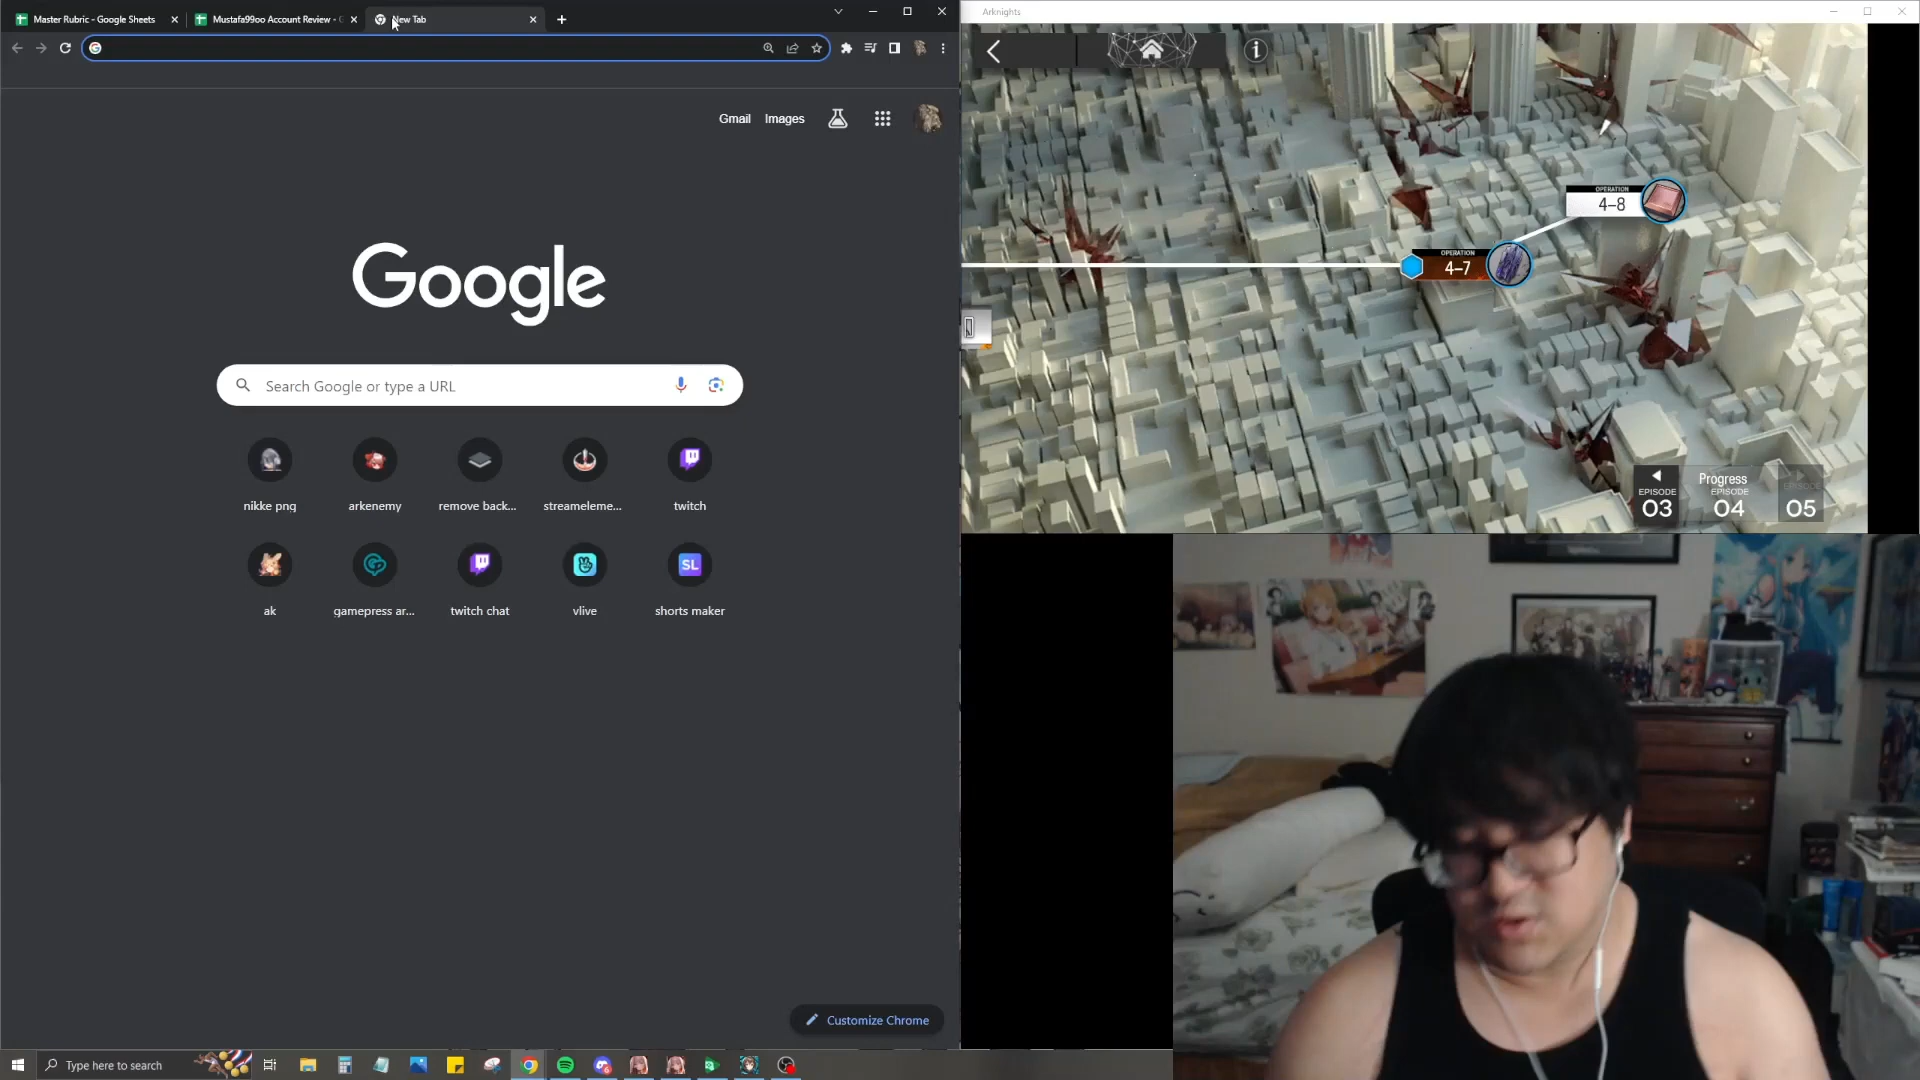 Master Rubric - Google Sheets
Mustafa99oo Account Review - G
New Tab
Gmail Images
Google
Search Google or type a URL
nikke png
arkenemy
remove back...
streameleme...
twitch
ak
gamepress ar...
twitch chat
vlive
SL
shorts maker
Customize Chrome
Type here to search
Arknights
OPERATION
4-8
OPERATION
4-7
Progress
EPISODE
03
EPISODE
04
EPISODE
05